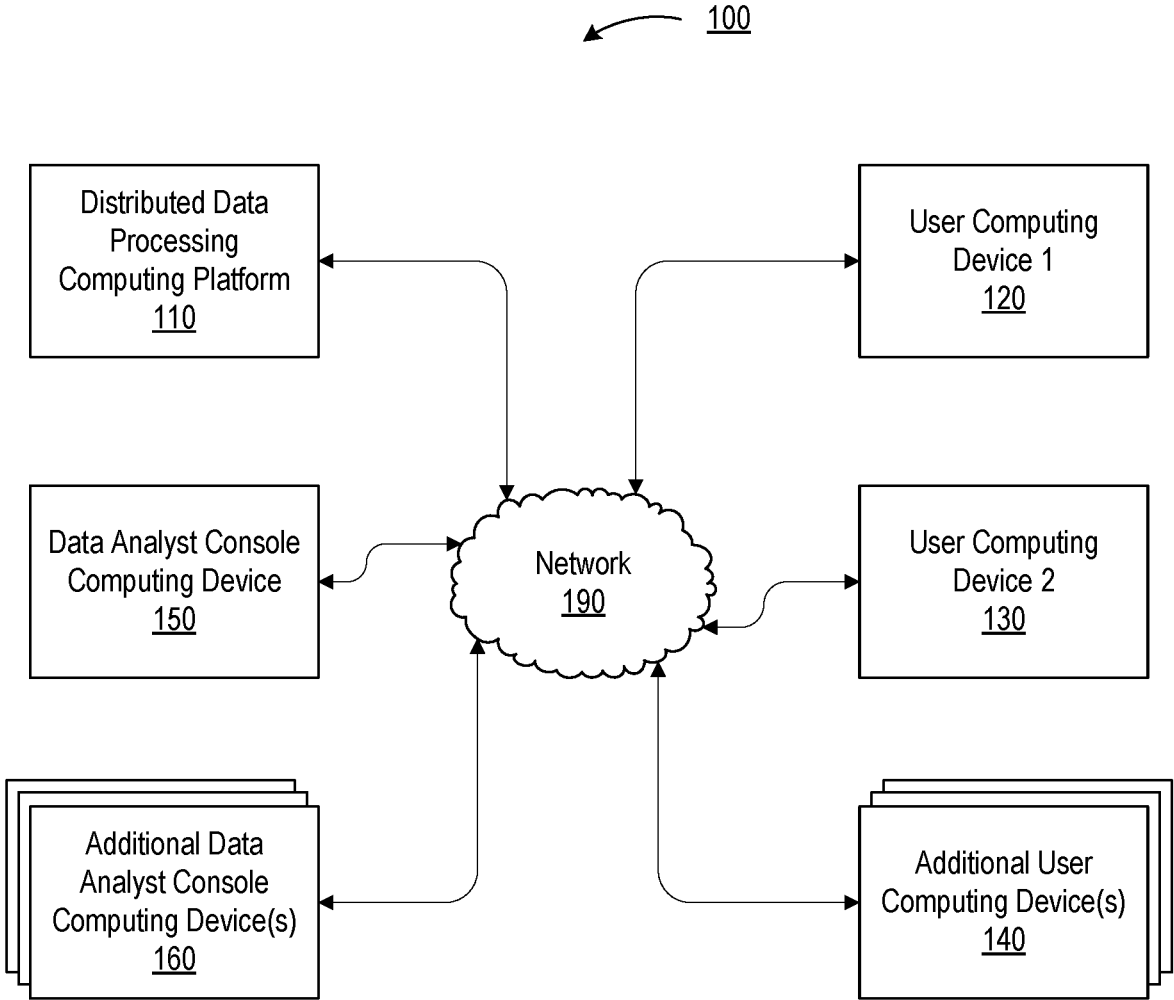 100
Distributed Data
Processing
Computing Platform
110
User Computing
Device 1
120
Data Analyst Console
Computing Device
150
Network
190
User Computing
Device 2
130
Additional Data
Analyst Console
Computing Device(s)
160
Additional User
Computing Device(s)
140